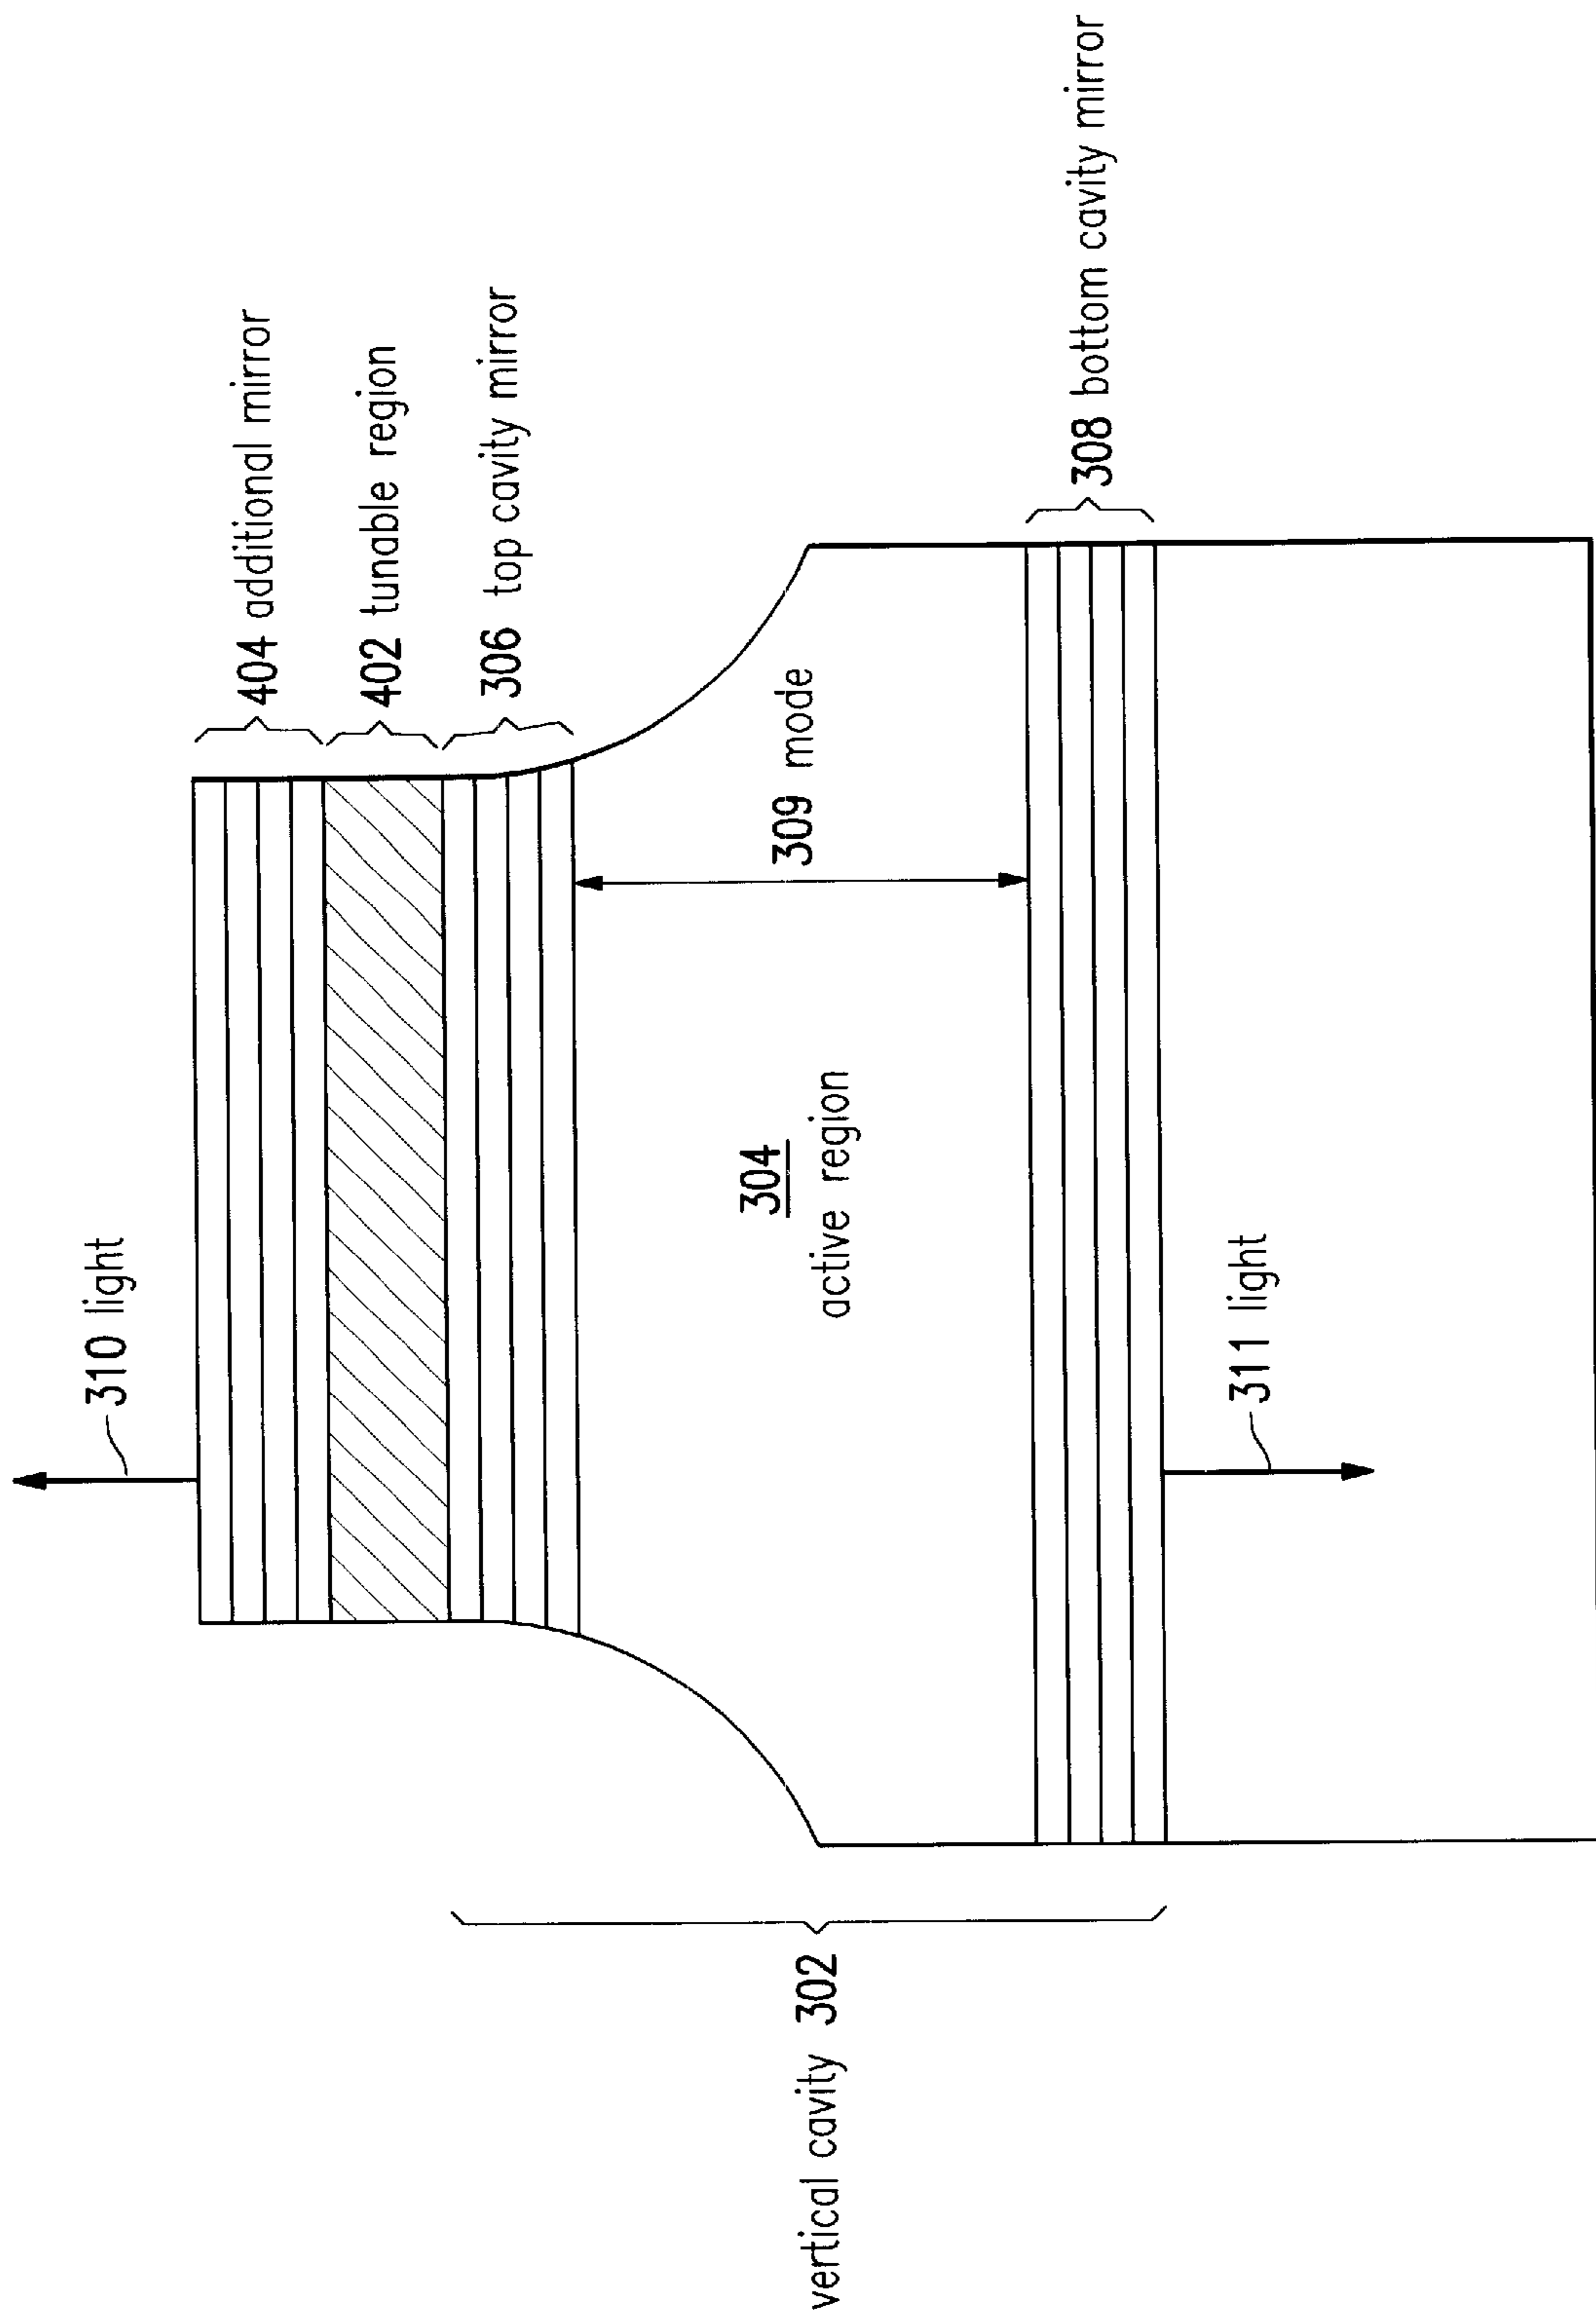 310 light
404 additional mirror
402 tunable region
306 top cavity mirror
309 mode
304
active region
vertical cavity 302
308 bottom cavity mirror
311 light